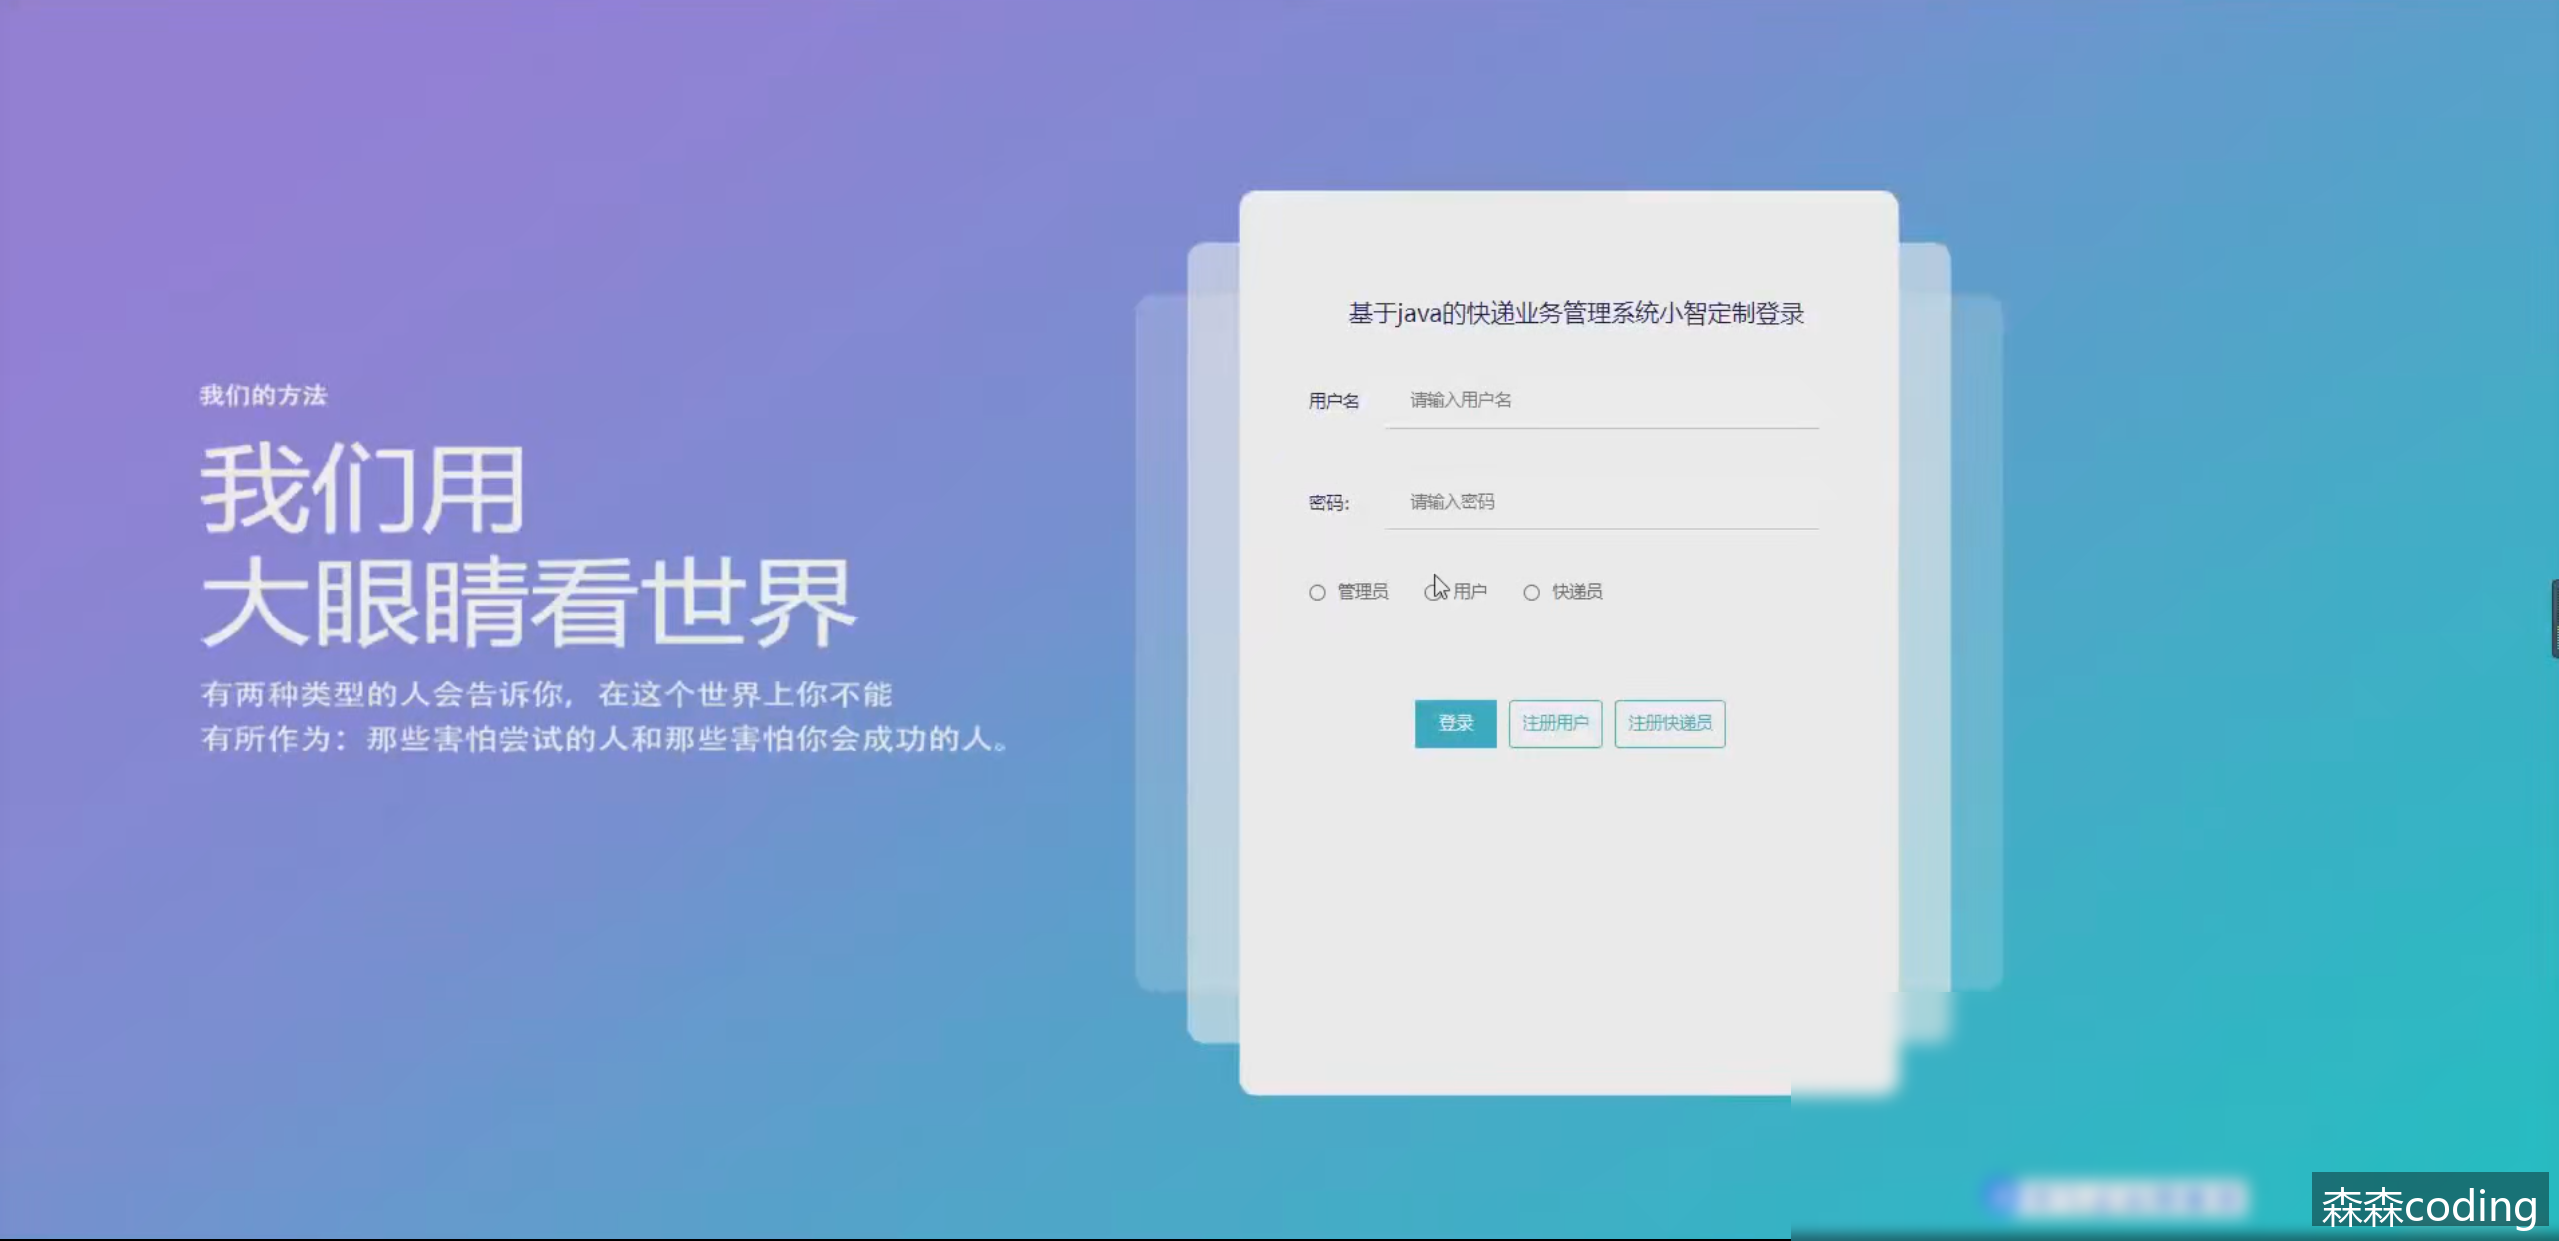 我们的方法
我们用
大眼睛看世界
有两种类型的人会告诉你，在这个世界上你不能
有所作为：那些害怕尝试的人和那些害怕你会成功的人。
基于java的快递业务管理系统小智定制登录
用户名 请输入用户名
密码: 请输入密码
管理员 用户 快递员
登录 注册用户 注册快递员
森森coding